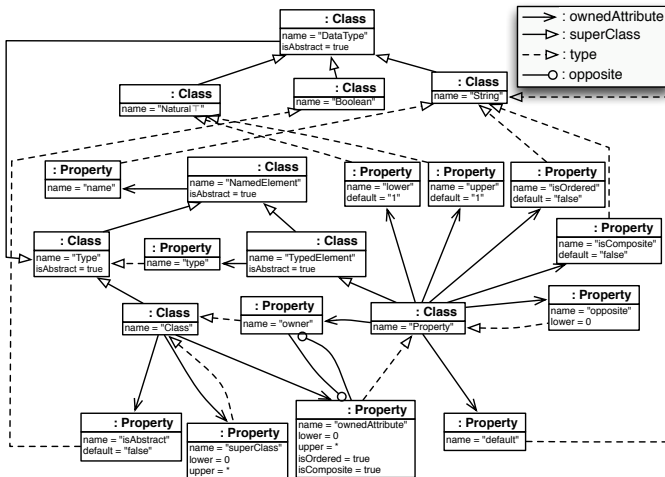 : Class
name = "DataType"
isAbstract = true
: ownedAttribute
: superClass
: type
: opposite
: Class
name = "Natural⊤"
: Class
name = "Boolean"
: Class
name = "String"
: Property
name = "name"
: Class
name = "NamedElement"
isAbstract = true
: Property
name = "lower"
default = "1"
: Property
name = "upper"
default = "1"
: Property
name = "isOrdered"
default = "false"
: Class
name = "Type"
isAbstract = true
: Property
name = "type"
: Class
name = "TypedElement"
isAbstract = true
: Property
name = "isComposite"
default = "false"
: Class
name = "Class"
: Property
name = "owner"
: Class
name = "Property"
: Property
name = "opposite"
lower = 0
: Property
name = "isAbstract"
default = "false"
: Property
name = "superClass"
lower = 0
upper = *
: Property
name = "ownedAttribute"
lower = 0
upper = *
isOrdered = true
isComposite = true
: Property
name = "default"